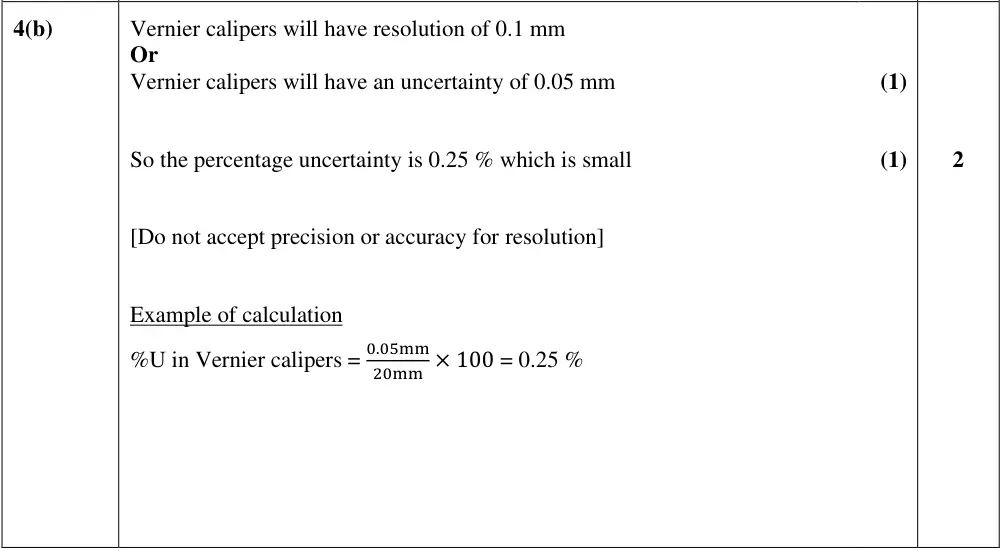 4(b) Vernier calipers will have resolution of 0.1 mm
Or
Vernier calipers will have an uncertainty of 0.05 mm (1)
So the percentage uncertainty is 0.25 % which is small (1) 2
[Do not accept precision or accuracy for resolution]
Example of calculation
%U in Vernier calipers = 0.05mm/20mm × 100 = 0.25 %